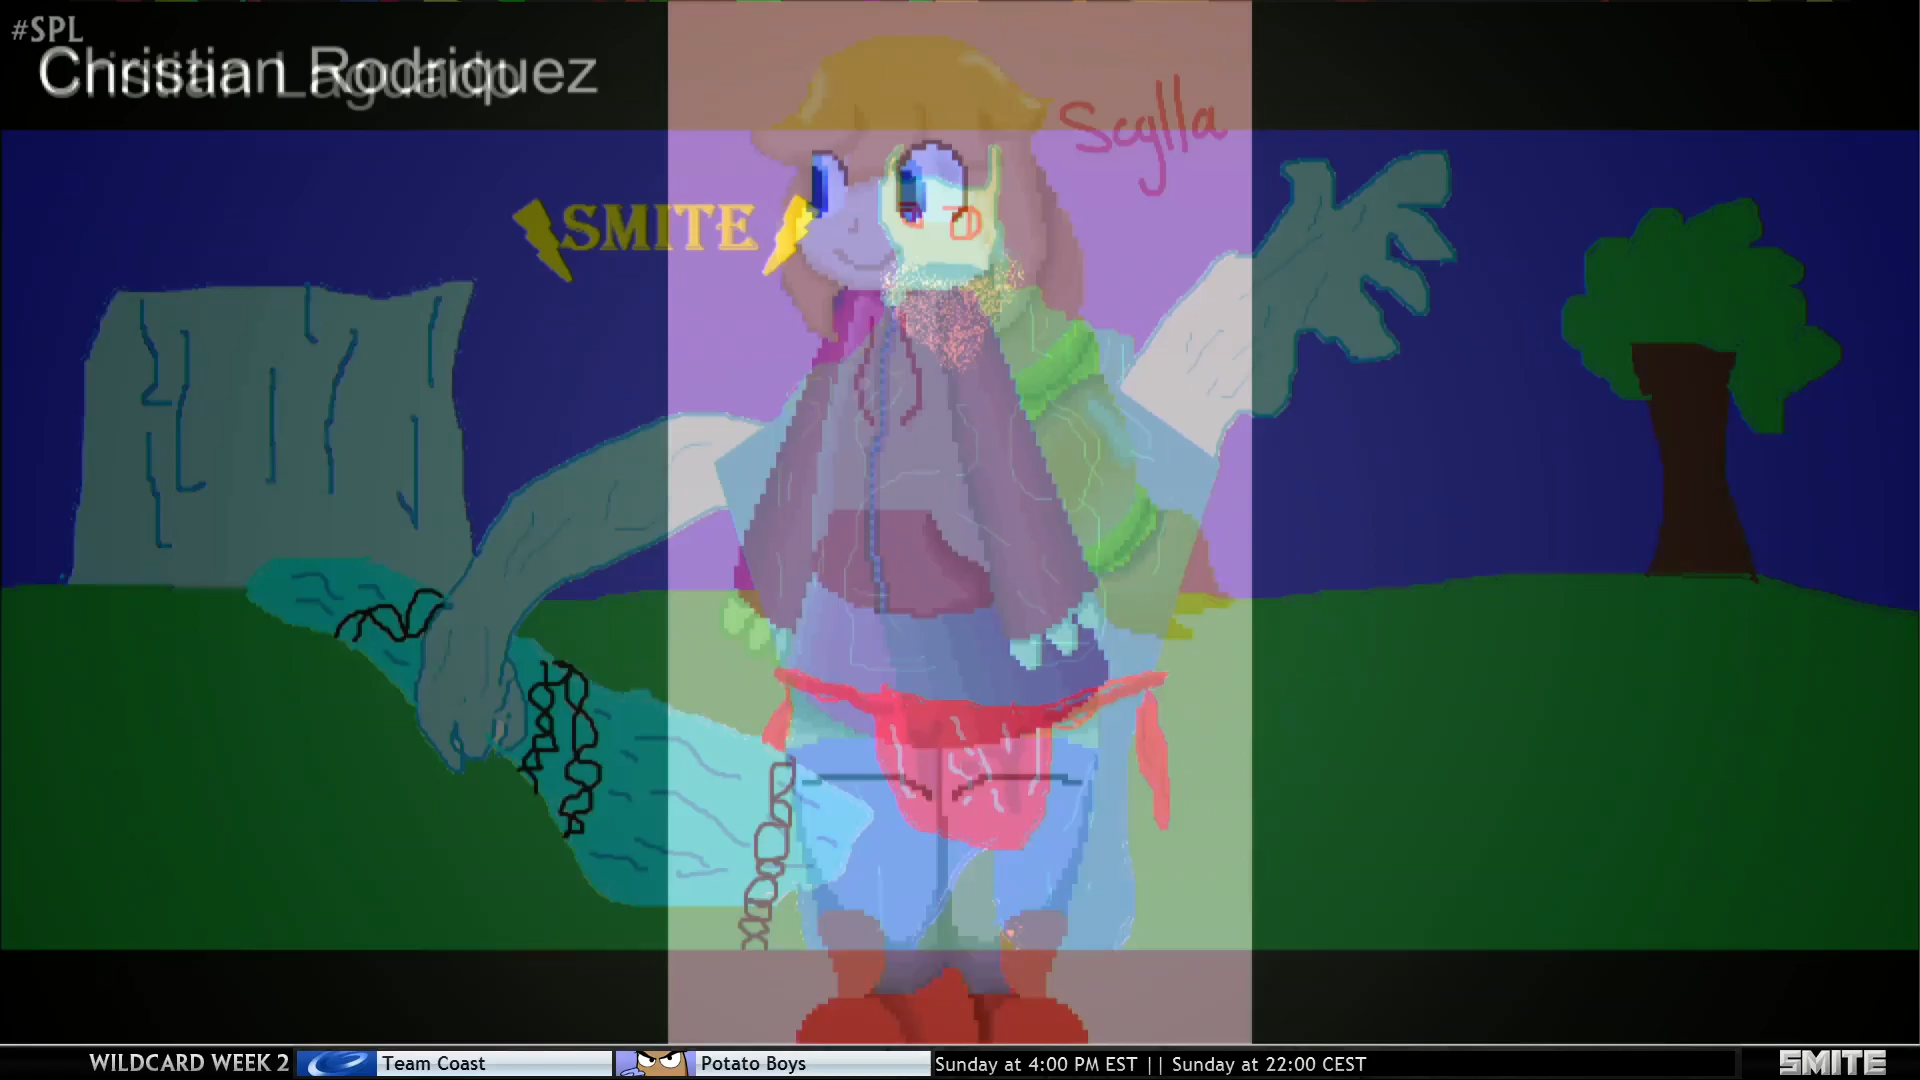 #SPL
Christian Rodriquez
Scylla
SMITE
WILDCARD WEEK 2
Team Coast
Potato Boys
Sunday at 4:00 PM EST || Sunday at 22:00 CEST
SMITE